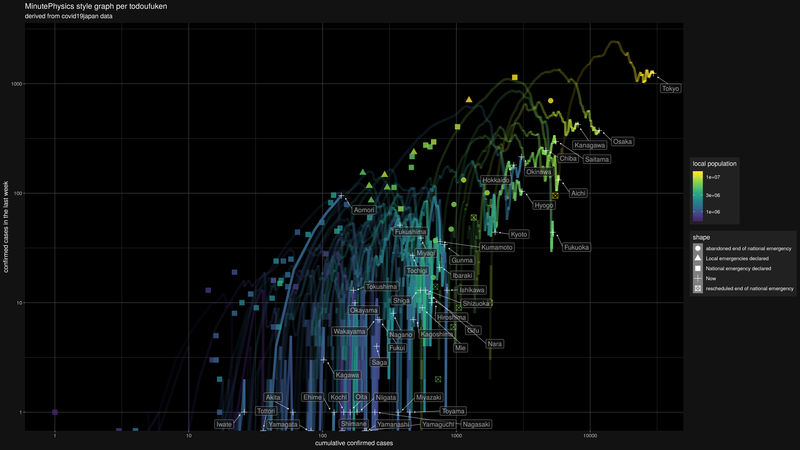 MinutePhysics style graph per todoufuken
derived from covid19japan data
confirmed cases in the last week
1000
100
10
1
Tokyo
Osaka
Kanagawa
Saitama
Chiba
Okinawa
Hokkaido
Aichi
Hyogo
Aomori
Fukushima
Kyoto
Miyagi
Kumamoto
Fukuoka
Gunma
Tochigi
Ibaraki
Tokushima
Ishikawa
Shiga
Shizuoka
Okayama
Hiroshima
Wakayama
Nagano
Kagoshima
Gifu
Fukui
Mie
Nara
Saga
Kagawa
Akita
Ehime
Kochi
Oita
Niigata
Miyazaki
Tottori
Toyama
Iwate
Yamagata
Shimane
Yamanashi
Yamaguchi
Nagasaki
1
10
100
1000
10000
cumulative confirmed cases
local population
1e+07
3e+06
1e+06
shape
abandoned end of national emergency
Local emergencies declared
National emergency declared
Now
rescheduled end of national emergency